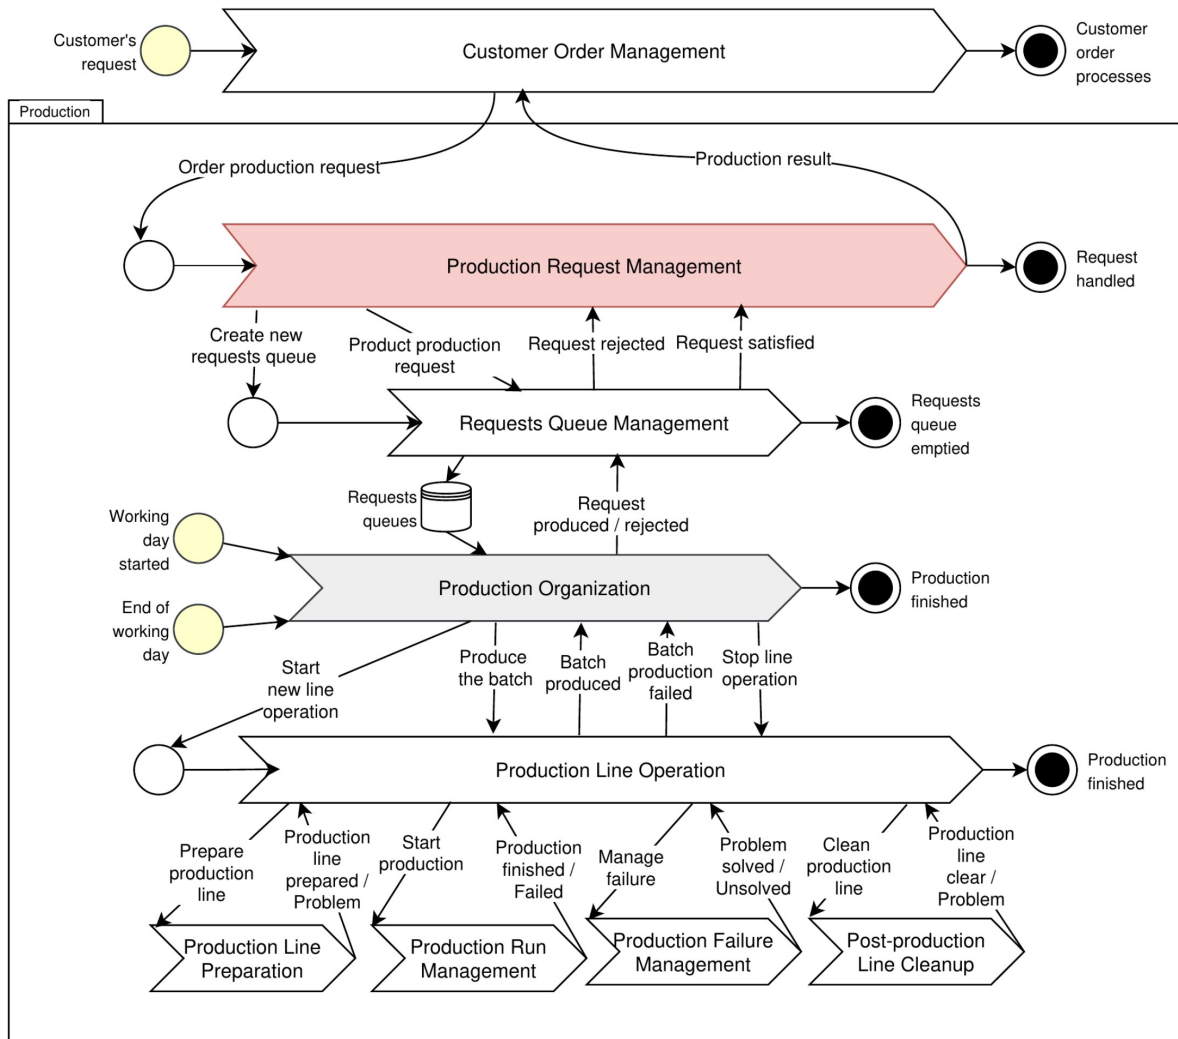 Customer's
request
Customer Order Management
Customer
order
processes
Production
Order production request
Production result
Production Request Management
Request
handled
Create new
requests queue
Product production
request
Request rejected
Request satisfied
Requests Queue Management
Requests
queue
emptied
Requests
queues
Request
produced / rejected
Working
day
started
Production Organization
Production
finished
End of
working
day
Start
new line
operation
Produce
the batch
Batch
produced
Batch
production
failed
Stop line
operation
Production Line Operation
Production
finished
Prepare
production
line
Production
line
prepared /
Problem
Start
production
Production
finished /
Failed
Manage
failure
Problem
solved /
Unsolved
Clean
production
line
Production
line
clear /
Problem
Production Line
Preparation
Production Run
Management
Production Failure
Management
Post-production
Line Cleanup